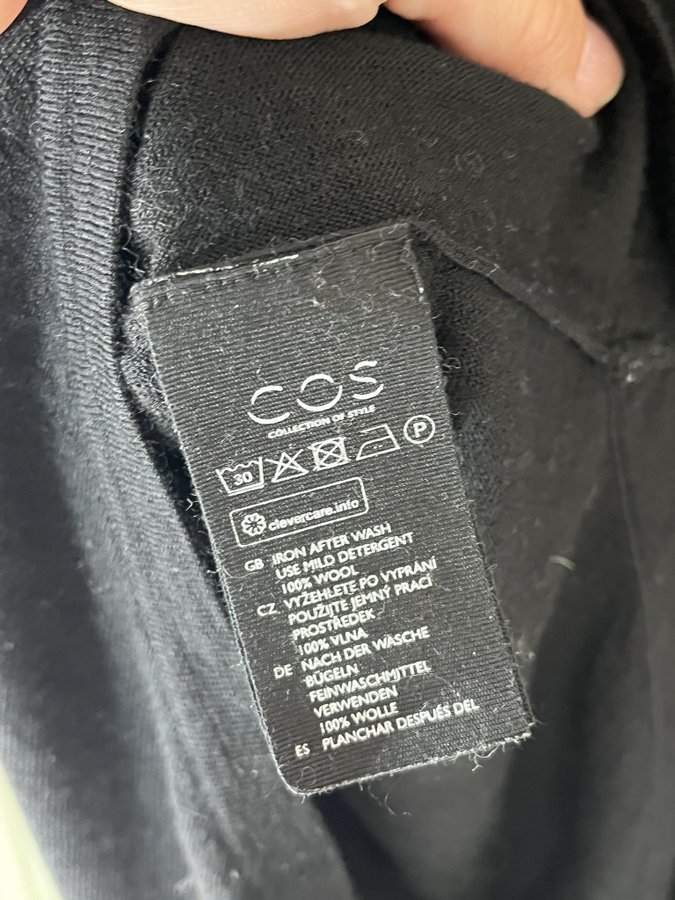 COS
COLLECTION OF STYLE
30 P
clevercare.info
GB IRON AFTER WASH
USE MILD DETERGENT
100% WOOL
CZ VYŽEHLETE PO VYPRÁNÍ
POUŽIJTE JEMNÝ PRACÍ
PROSTŘEDEK
100% VLNA
DE NACH DER WÄSCHE
BÜGELN
FEINWASCHMITTEL
VERWENDEN
100% WOLLE
ES PLANCHAR DESPUÉS DEL